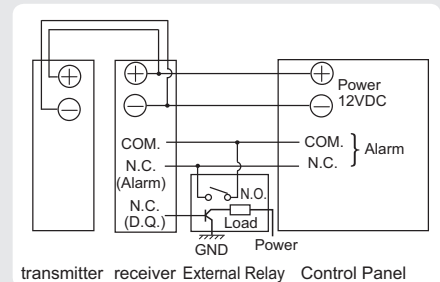 +
+
+
Power
12VDC
−
−
−
COM.
COM.
Alarm
N.C.
(Alarm)
N.C.
N.O.
N.C.
(D.Q.)
Load
GND
Power
transmitter receiver External Relay Control Panel